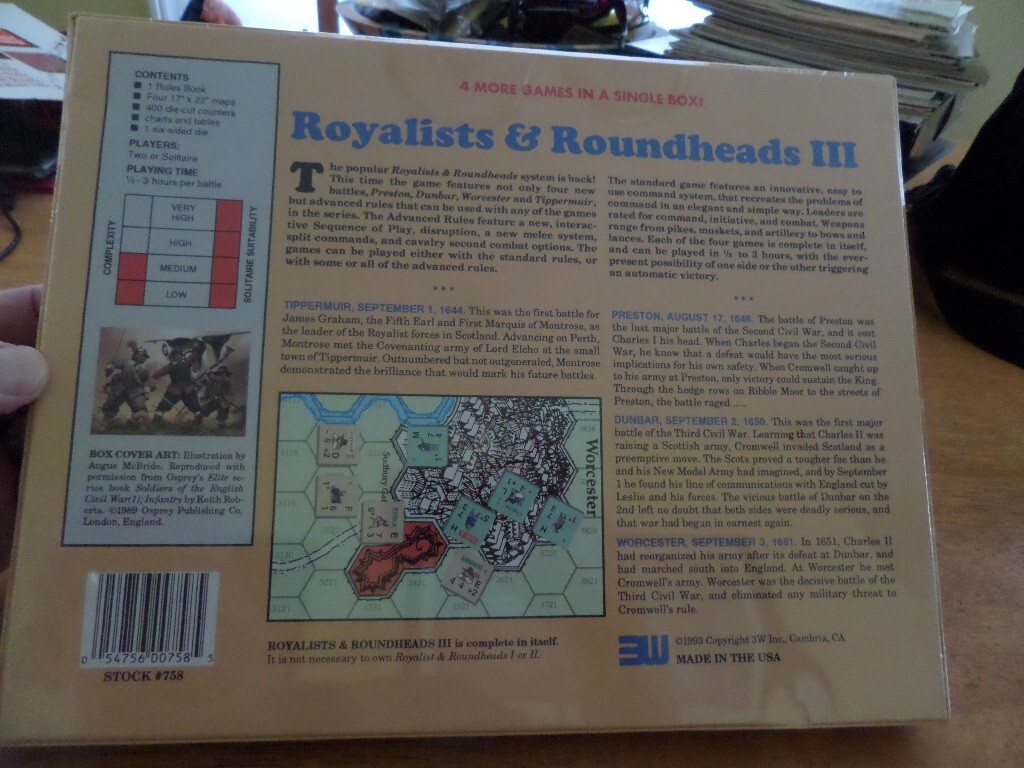 CONTENTS
■ 1 Rules Book
■ Four 17" x 22" maps
■ 400 die-cut counters
■ charts and tables
■ 1 six-sided die
PLAYERS:
Two or Solitaire
PLAYING TIME
½ - 3 hours per battle
COMPLEXITY
VERY
HIGH
HIGH
MEDIUM
LOW
SOLITAIRE SUITABILITY
BOX COVER ART: Illustration by
Angus McBride. Reproduced with
permission from Osprey's Elite se-
ries book Soldiers of the English
Civil War(1); Infantry by Keith Rob-
erts. ©1989 Osprey Publishing Co,
London, England.
0 54756 00758 5
STOCK #758
4 MORE GAMES IN A SINGLE BOX!
Royalists & Roundheads III
The popular Royalists & Roundheads system is back!
This time the game features not only four new
battles, Preston, Dunbar, Worcester and Tippermuir,
but advanced rules that can be used with any of the games
in the series. The Advanced Rules feature a new, interac-
tive Sequence of Play, disruption, a new melee system,
split commands, and cavalry second combat options. The
games can be played either with the standard rules, or
with some or all of the advanced rules.
* * *
TIPPERMUIR, SEPTEMBER 1, 1644. This was the first battle for
James Graham, the Fifth Earl and First Marquis of Montrose, as
the leader of the Royalist forces in Scotland. Advancing on Perth,
Montrose met the Covenanting army of Lord Elcho at the small
town of Tippermuir. Outnumbered but not outgeneraled, Montrose
demonstrated the brilliance that would mark his future battles.
Worcester
3221
3421
3621
3821
3121
3321
3721
3720
ROYALISTS & ROUNDHEADS III is complete in itself.
It is not necessary to own Royalist & Roundheads I or II.
The standard game features an innovative, easy to
use command system, that recreates the problems of
command in an elegant and simple way. Leaders are
rated for command, initiative, and combat. Weapons
range from pikes, muskets, and artillery to bows and
lances. Each of the four games is complete in itself,
and can be played in ½ to 3 hours, with the ever-
present possibility of one side or the other triggering
an automatic victory.
* * *
PRESTON, AUGUST 17, 1648. The battle of Preston was
the last major battle of the Second Civil War, and it cost
Charles I his head. When Charles began the Second Civil
War, he knew that a defeat would have the most serious
implications for his own safety. When Cromwell caught up
to his army at Preston, only victory could sustain the King.
Through the hedge rows on Ribble Moor to the streets of
Preston, the battle raged .....
DUNBAR, SEPTEMBER 2, 1650. This was the first major
battle of the Third Civil War. Learning that Charles II was
raising a Scottish army, Cromwell invaded Scotland as a
preemptive move. The Scots proved a tougher foe than he
and his New Model Army had imagined, and by September
1 he found his line of communications with England cut by
Leslie and his forces. The vicious battle of Dunbar on the
2nd left no doubt that both sides were deadly serious, and
that war had begun in earnest again.
WORCESTER, SEPTEMBER 3, 1651. In 1651, Charles II
had reorganized his army after its defeat at Dunbar, and
had marched south into England. At Worcester he met
Cromwell's army. Worcester was the decisive battle of the
Third Civil War, and eliminated any military threat to
Cromwell's rule.
3W
©1993 Copyright 3W Inc., Cambria, CA
MADE IN THE USA